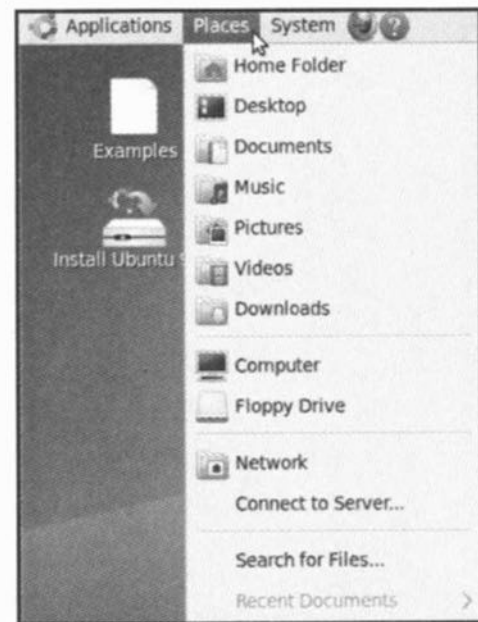 Applications Places System
Home Folder
Desktop
Examples
Documents
Music
Pictures
Install Ubuntu
Videos
Downloads
Computer
Floppy Drive
Network
Connect to Server...
Search for Files...
Recent Documents